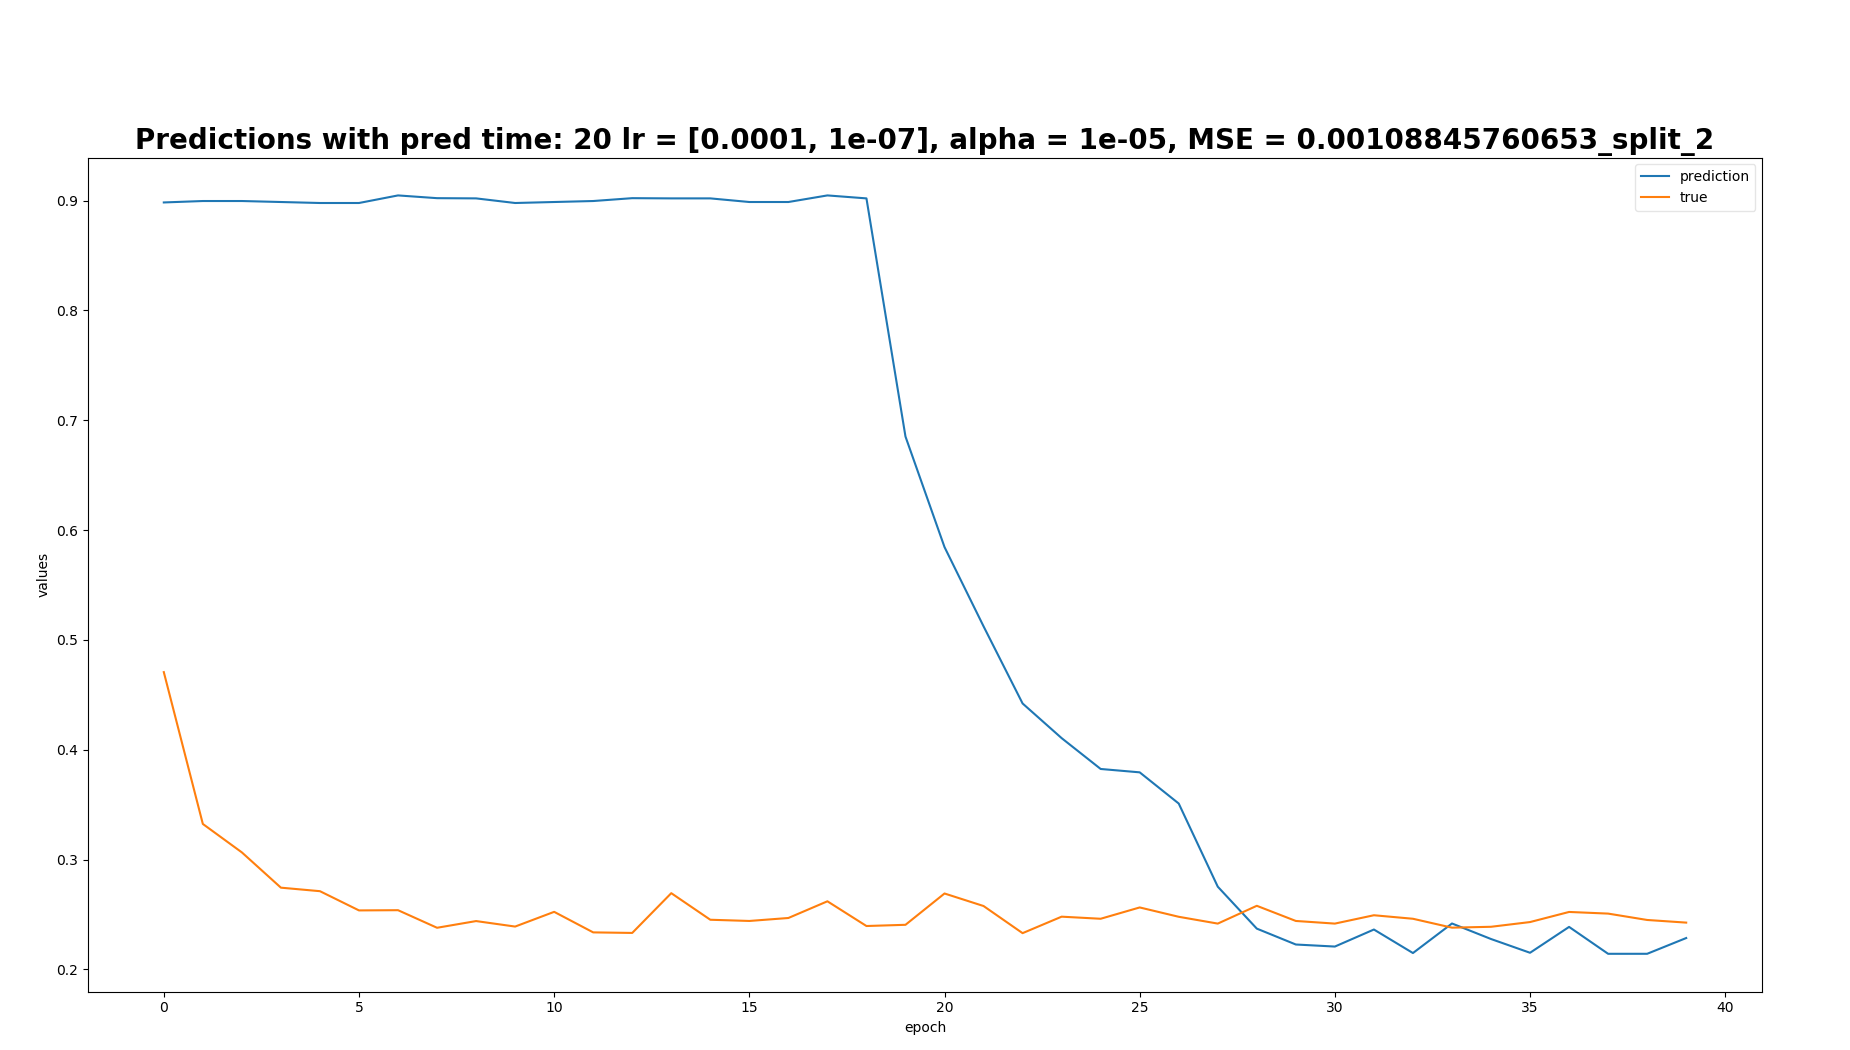 Predictions with pred time: 20 lr = [0.0001, 1e-07], alpha = 1e-05, MSE = 0.00108845760653_split_2
prediction
true
0.9
0.8
0.7
0.6
0.5
0.4
0.3
0.2
values
0 5 10 15 20 25 30 35 40
epoch